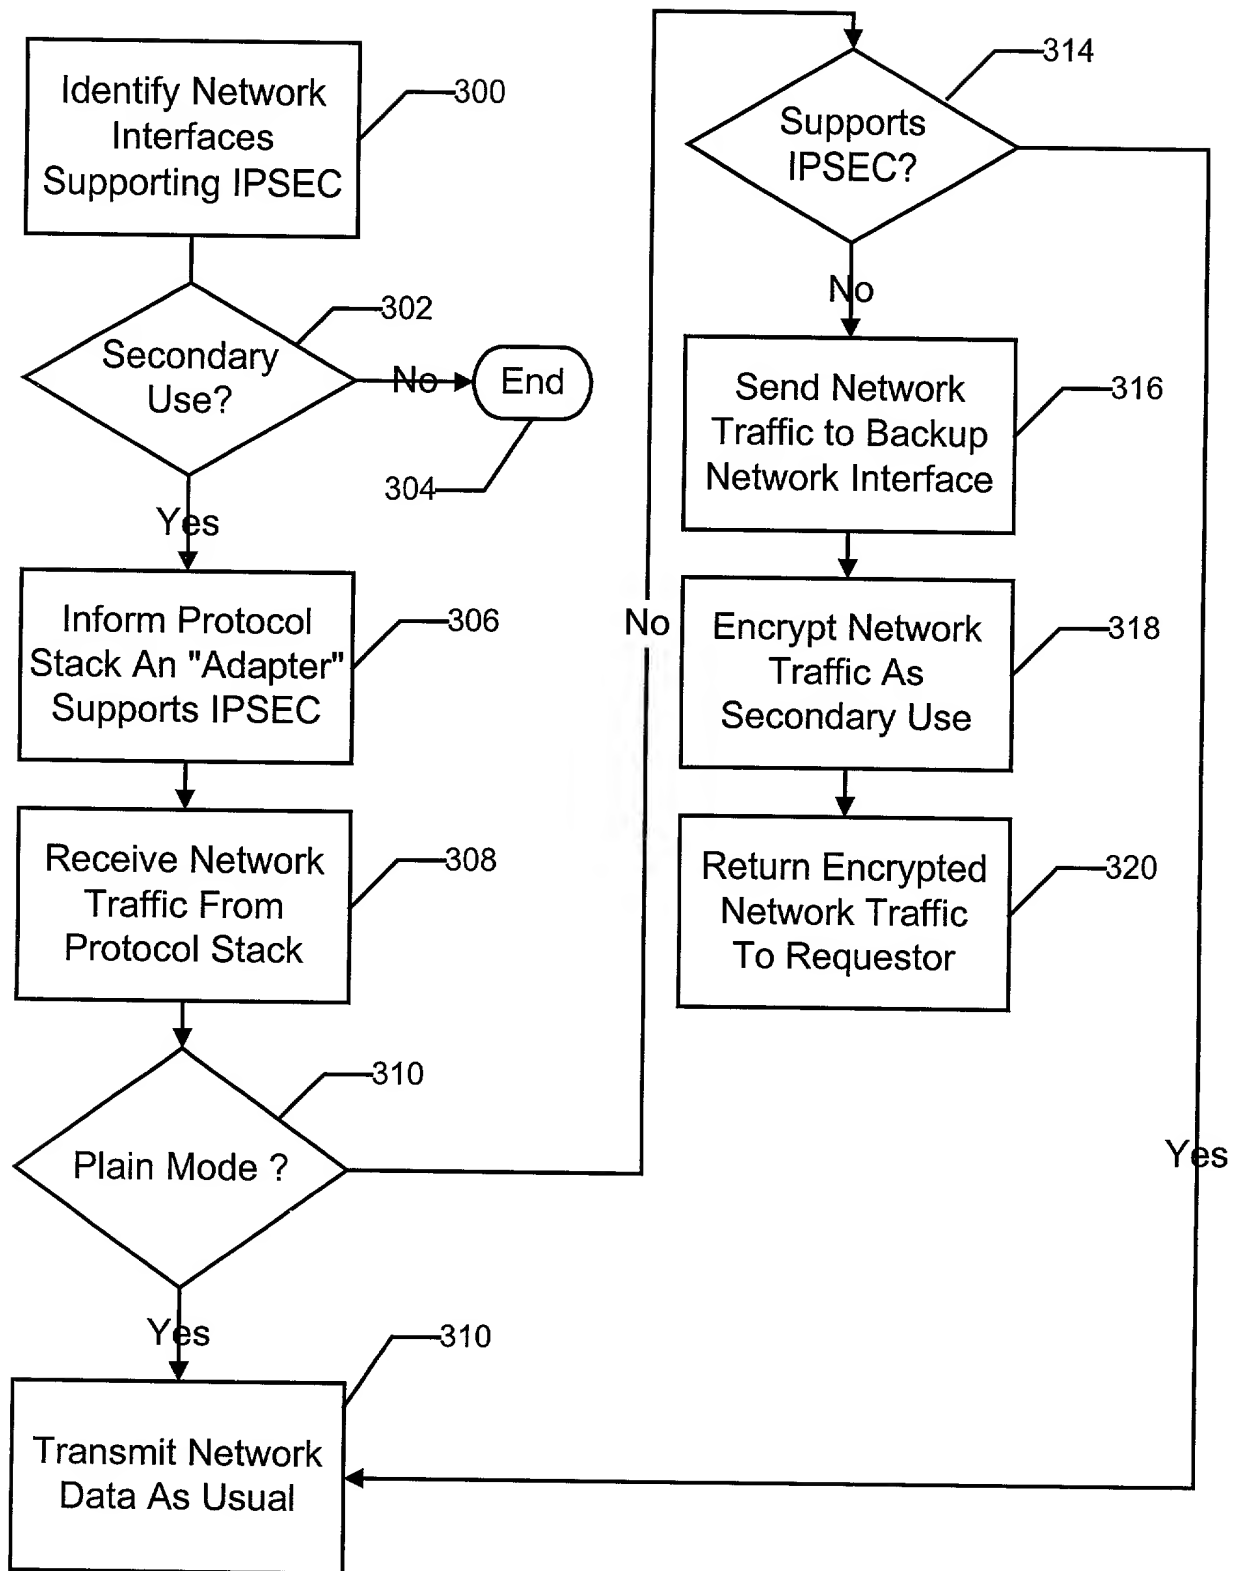 Identify Network
Interfaces
Supporting IPSEC
300
Secondary
Use?
302
No
End
304
Yes
Inform Protocol
Stack An "Adapter"
Supports IPSEC
306
Receive Network
Traffic From
Protocol Stack
308
Plain Mode ?
310
No
Yes
Transmit Network
Data As Usual
310
Supports
IPSEC?
314
No
Send Network
Traffic to Backup
Network Interface
316
Encrypt Network
Traffic As
Secondary Use
318
Return Encrypted
Network Traffic
To Requestor
320
Yes